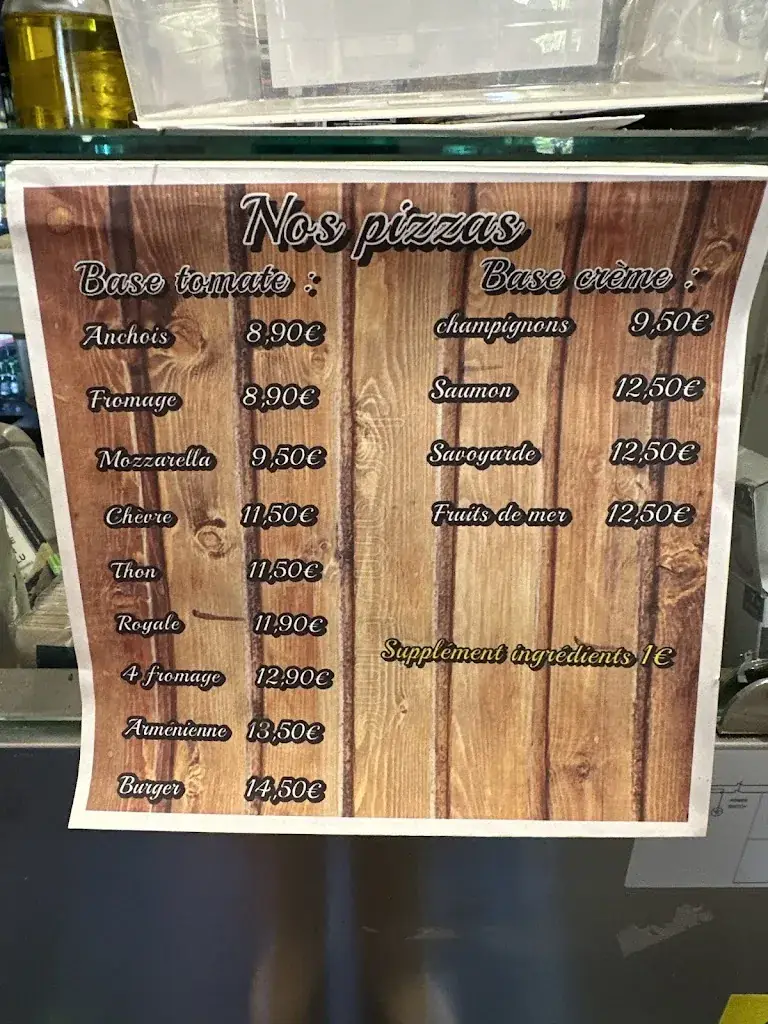 Nos pizzas
Base tomate :
Anchois 8,90€
Fromage 8,90€
Mozzarella 9,50€
Chèvre 11,50€
Thon 11,50€
Royale 11,90€
4 fromage 12,90€
Arménienne 13,50€
Burger 14,50€
Base crème :
champignons 9,50€
Saumon 12,50€
Savoyarde 12,50€
Fruits de mer 12,50€
Supplément ingrédients 1€